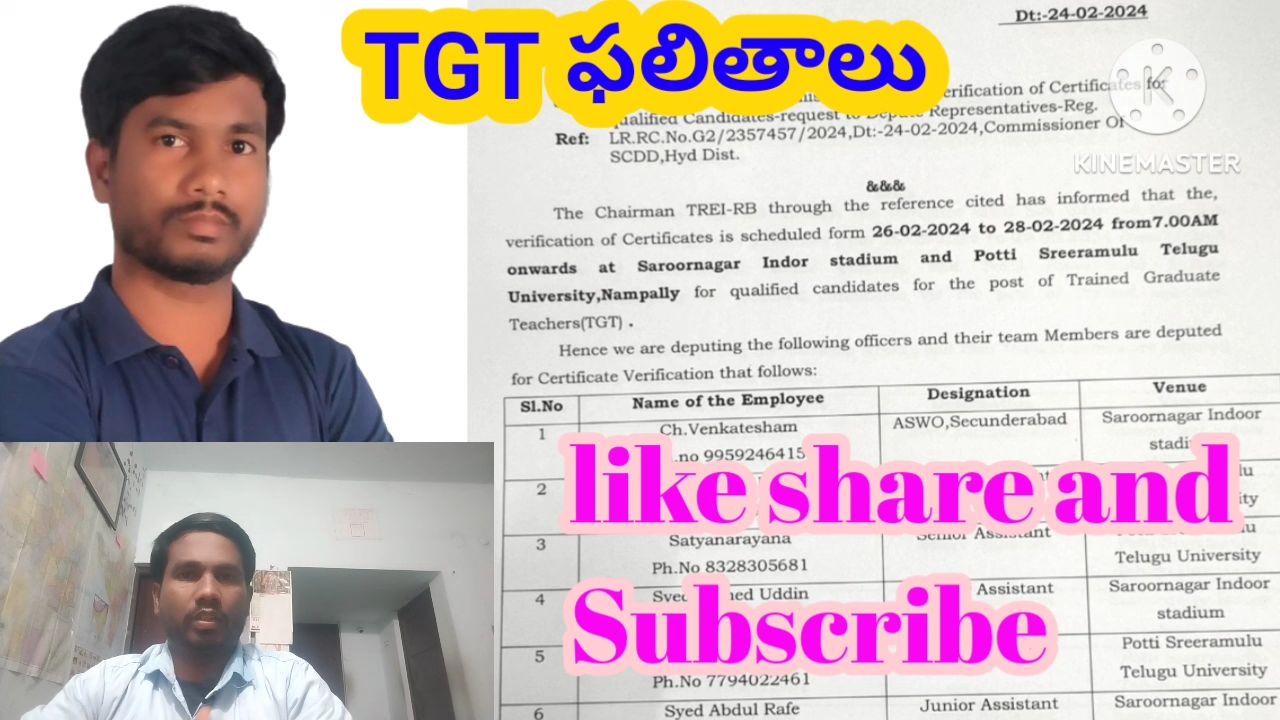 TGT ఫలితాలు
Dt:-24-02-2024
erification of Certificates for
ualified Candidates-request to Depute Representatives-Reg.
Ref: LR.RC.No.G2/2357457/2024,Dt:-24-02-2024,Commissioner Of
SCDD,Hyd Dist.
KINEMASTER
&&&
The Chairman TREI-RB through the reference cited has informed that the,
verification of Certificates is scheduled form 26-02-2024 to 28-02-2024 from7.00AM
onwards at Saroornagar Indor stadium and Potti Sreeramulu Telugu
University,Nampally for qualified candidates for the post of Trained Graduate
Teachers(TGT) .
Hence we are deputing the following officers and their team Members are deputed
for Certificate Verification that follows:
Sl.No Name of the Employee Designation Venue
1 Ch.Venkatesham ASWO,Secunderabad Saroornagar Indoor
.no 9959246415 stadi
like share and
2
3 Satyanarayana Senior Assistant
Ph.No 8328305681 Telugu University
4 Uddin Assistant Saroornagar Indoor
stadium
Subscribe
5 Potti Sreeramulu
Ph.No 7794022461 Telugu University
6 Syed Abdul Rafe Junior Assistant Saroornagar Indoor